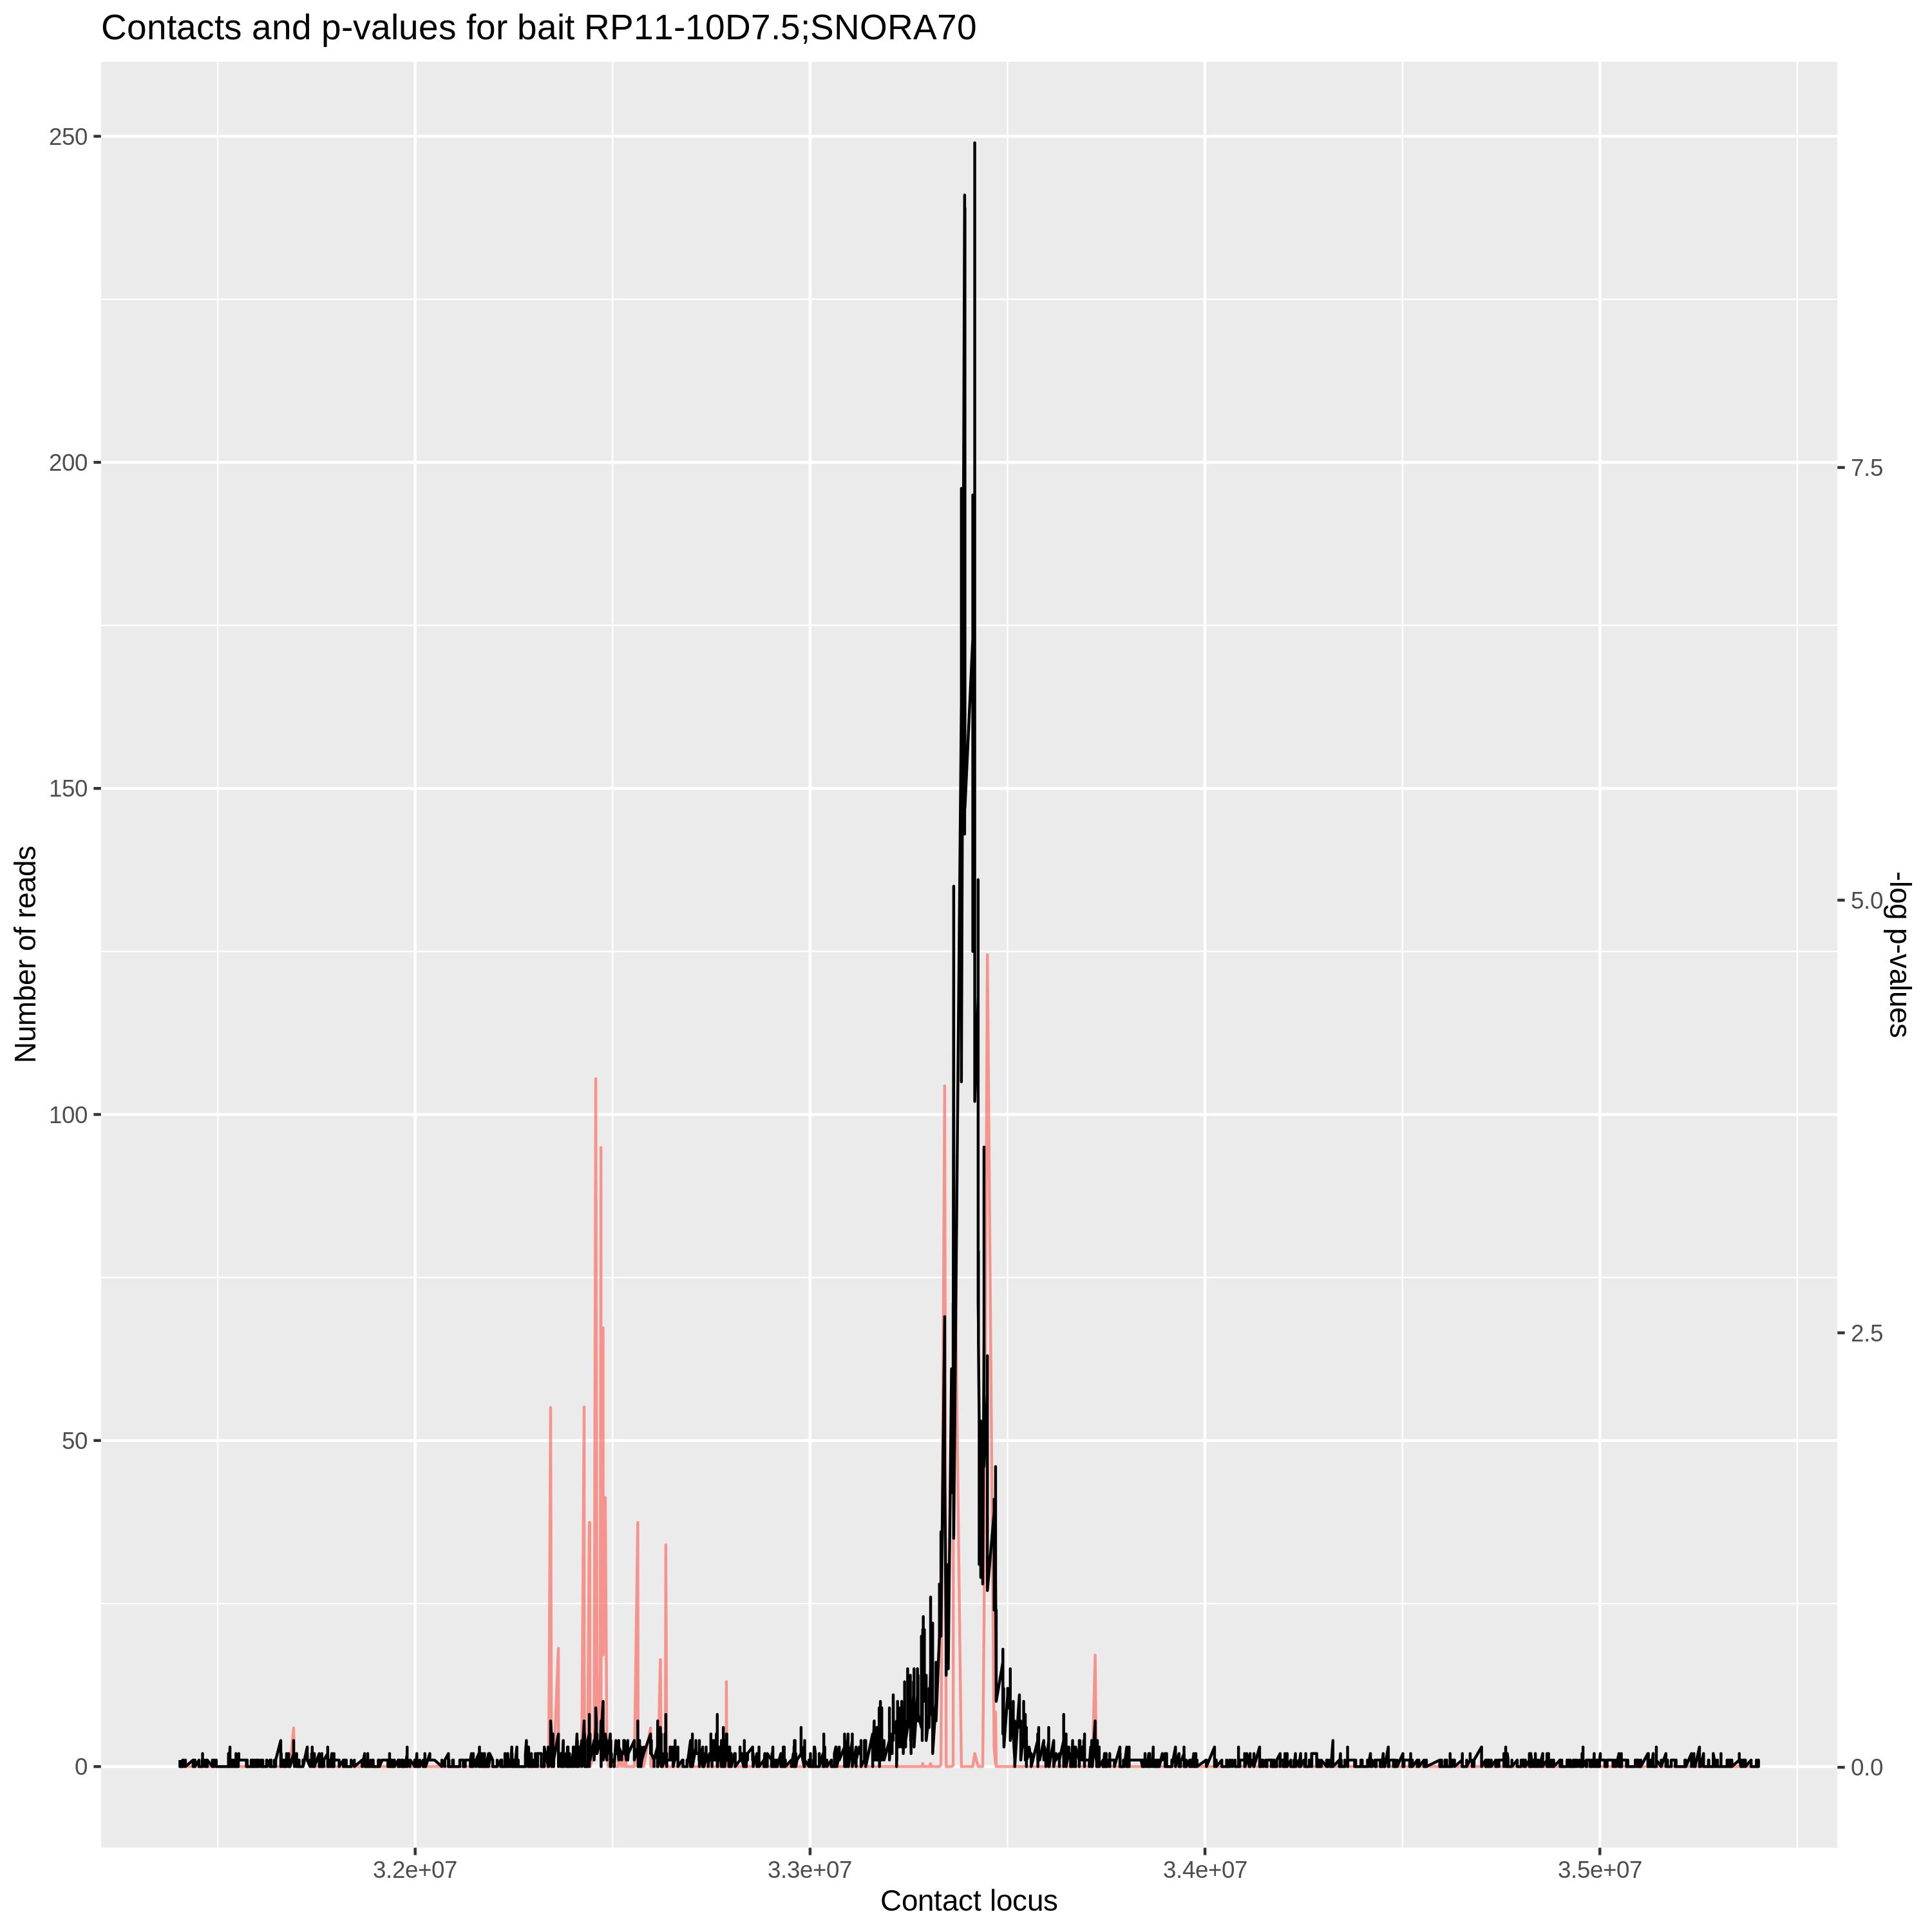 Contacts and p-values for bait RP11-10D7.5;SNORA70
250
200
150
100
50
0
Number of reads
7.5
5.0
2.5
0.0
-log p-values
3.2e+07
3.3e+07
3.4e+07
3.5e+07
Contact locus